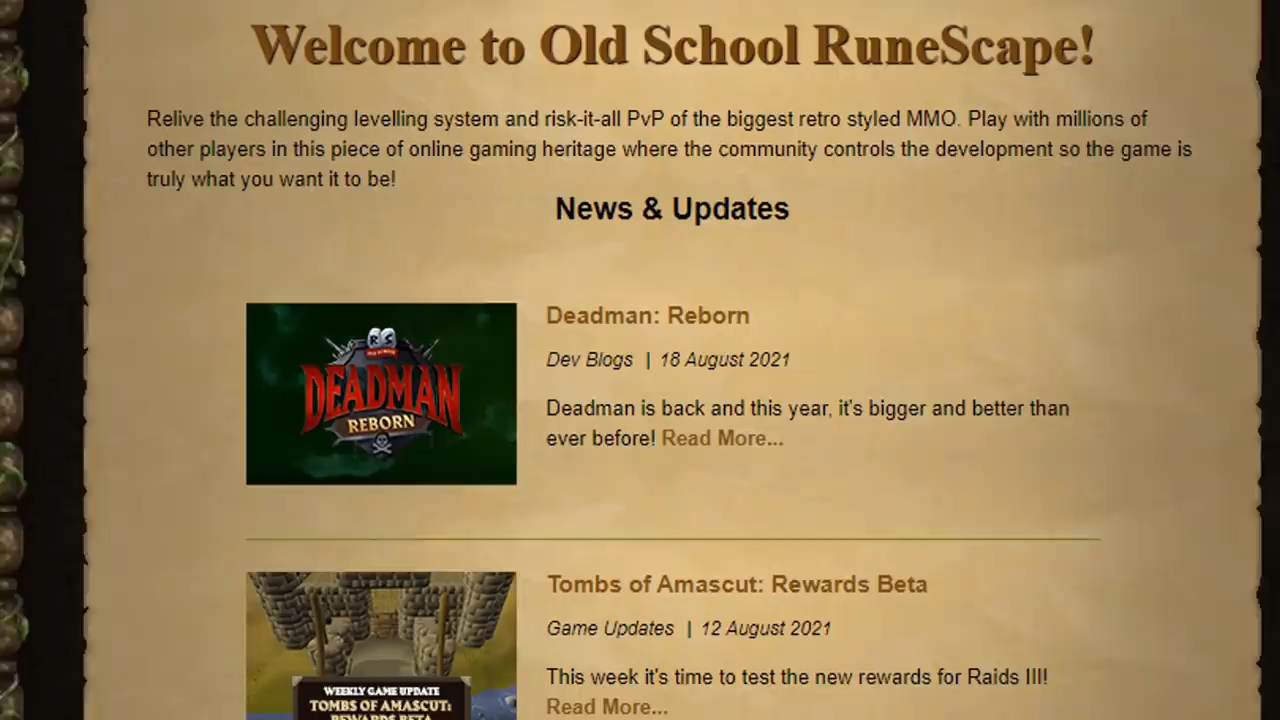 Welcome to Old School RuneScape!
Relive the challenging levelling system and risk-it-all PvP of the biggest retro styled MMO. Play with millions of
other players in this piece of online gaming heritage where the community controls the development so the game is
truly what you want it to be!
News & Updates
RS
OLD SCHOOL
DEADMAN
REBORN
Deadman: Reborn
Dev Blogs | 18 August 2021
Deadman is back and this year, it's bigger and better than
ever before! Read More...
WEEKLY GAME UPDATE
TOMBS OF AMASCUT:
REWARDS BETA
Tombs of Amascut: Rewards Beta
Game Updates | 12 August 2021
This week it's time to test the new rewards for Raids III!
Read More...